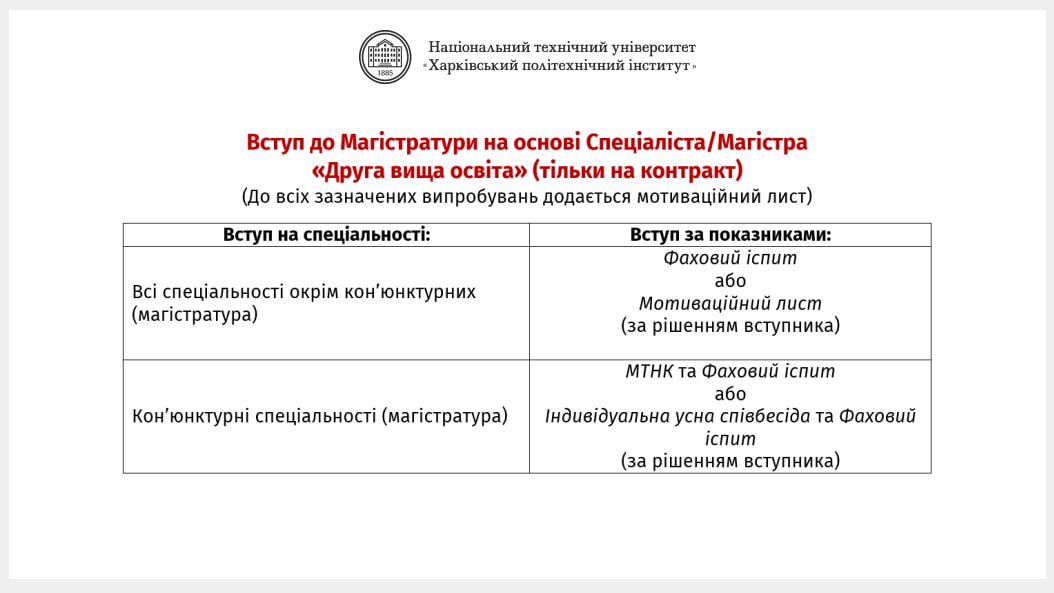 Національний технічний університет
«Харківський політехнічний інститут»
1885
Вступ до Магістратури на основі Спеціаліста/Магістра
«Друга вища освіта» (тільки на контракт)
(До всіх зазначених випробувань додається мотиваційний лист)
Вступ на спеціальності:
Вступ за показниками:
Всі спеціальності окрім кон’юнктурних
(магістратура)
Фаховий іспит
або
Мотиваційний лист
(за рішенням вступника)
Кон’юнктурні спеціальності (магістратура)
МТНК та Фаховий іспит
або
Індивідуальна усна співбесіда та Фаховий
іспит
(за рішенням вступника)